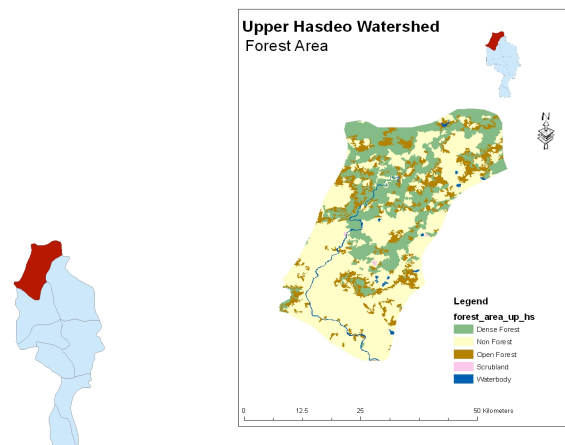 Upper Hasdeo Watershed
Forest Area
N
Legend
forest_area_up_hs
Dense Forest
Non Forest
Open Forest
Scrubland
Waterbody
0 12.5 25 50 Kilometers